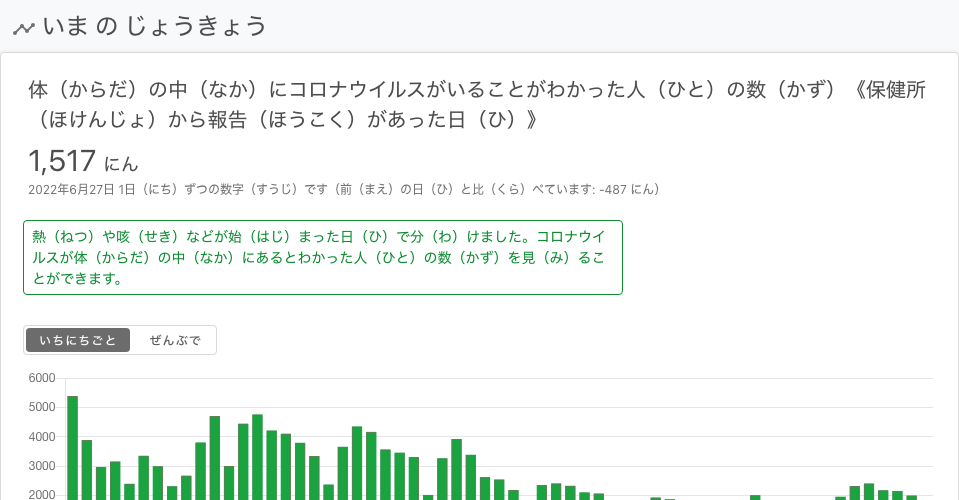 いま の じょうきょう
体（からだ）の中（なか）にコロナウイルスがいることがわかった人（ひと）の数（かず）《保健所
（ほけんじょ）から報告（ほうこく）があった日（ひ）》
1,517 にん
2022年6月27日 1日（にち）ずつの数字（すうじ）です（前（まえ）の日（ひ）と比（くら）べています: -487 にん）
熱（ねつ）や咳（せき）などが始（はじ）まった日（ひ）で分（わ）けました。コロナウイ
ルスが体（からだ）の中（なか）にあるとわかった人（ひと）の数（かず）を見（み）るこ
とができます。
いちにちごと ぜんぶで
6000
5000
4000
3000
2000